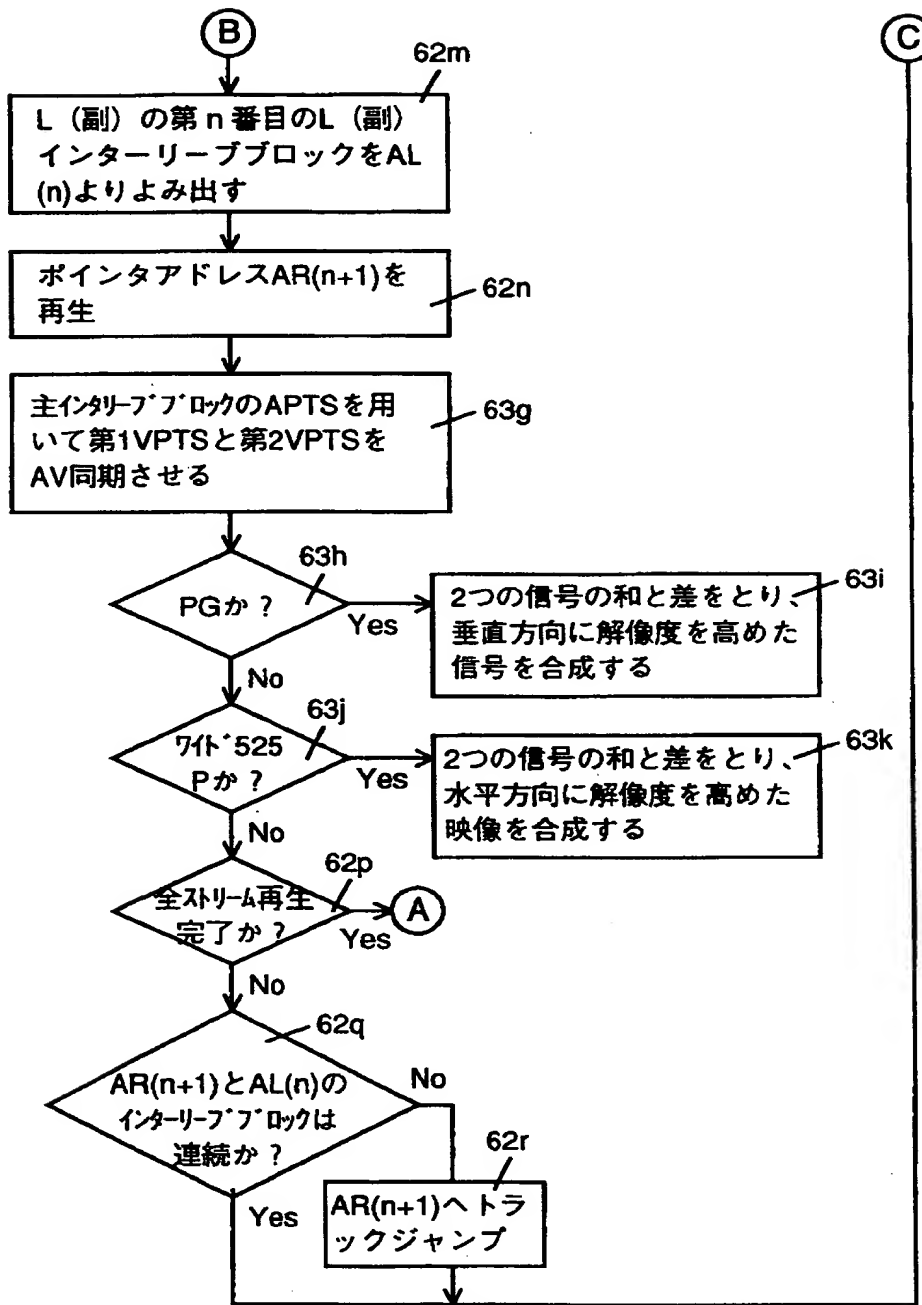 B
C
62m
L（副）の第 n 番目のL（副）
インターリーブブロックをAL
(n)よりよみ出す
ポインタアドレスAR(n+1)を
再生
62n
主ｲﾝﾀﾘｰﾌﾞﾌﾞﾛｯｸのAPTSを用
いて第1VPTSと第2VPTSを
AV同期させる
63g
63h
PGか？
Yes
2つの信号の和と差をとり、
垂直方向に解像度を高めた
信号を合成する
63i
No
63j
ﾜｲﾄﾞ525
Pか？
Yes
2つの信号の和と差をとり、
水平方向に解像度を高めた
映像を合成する
63k
No
62p
全ｽﾄﾘｰﾑ再生
完了か？
Yes
A
No
62q
AR(n+1)とAL(n)の
ｲﾝﾀｰﾘｰﾌﾞﾌﾞﾛｯｸは
連続か？
No
Yes
62r
AR(n+1)へトラ
ックジャンプ